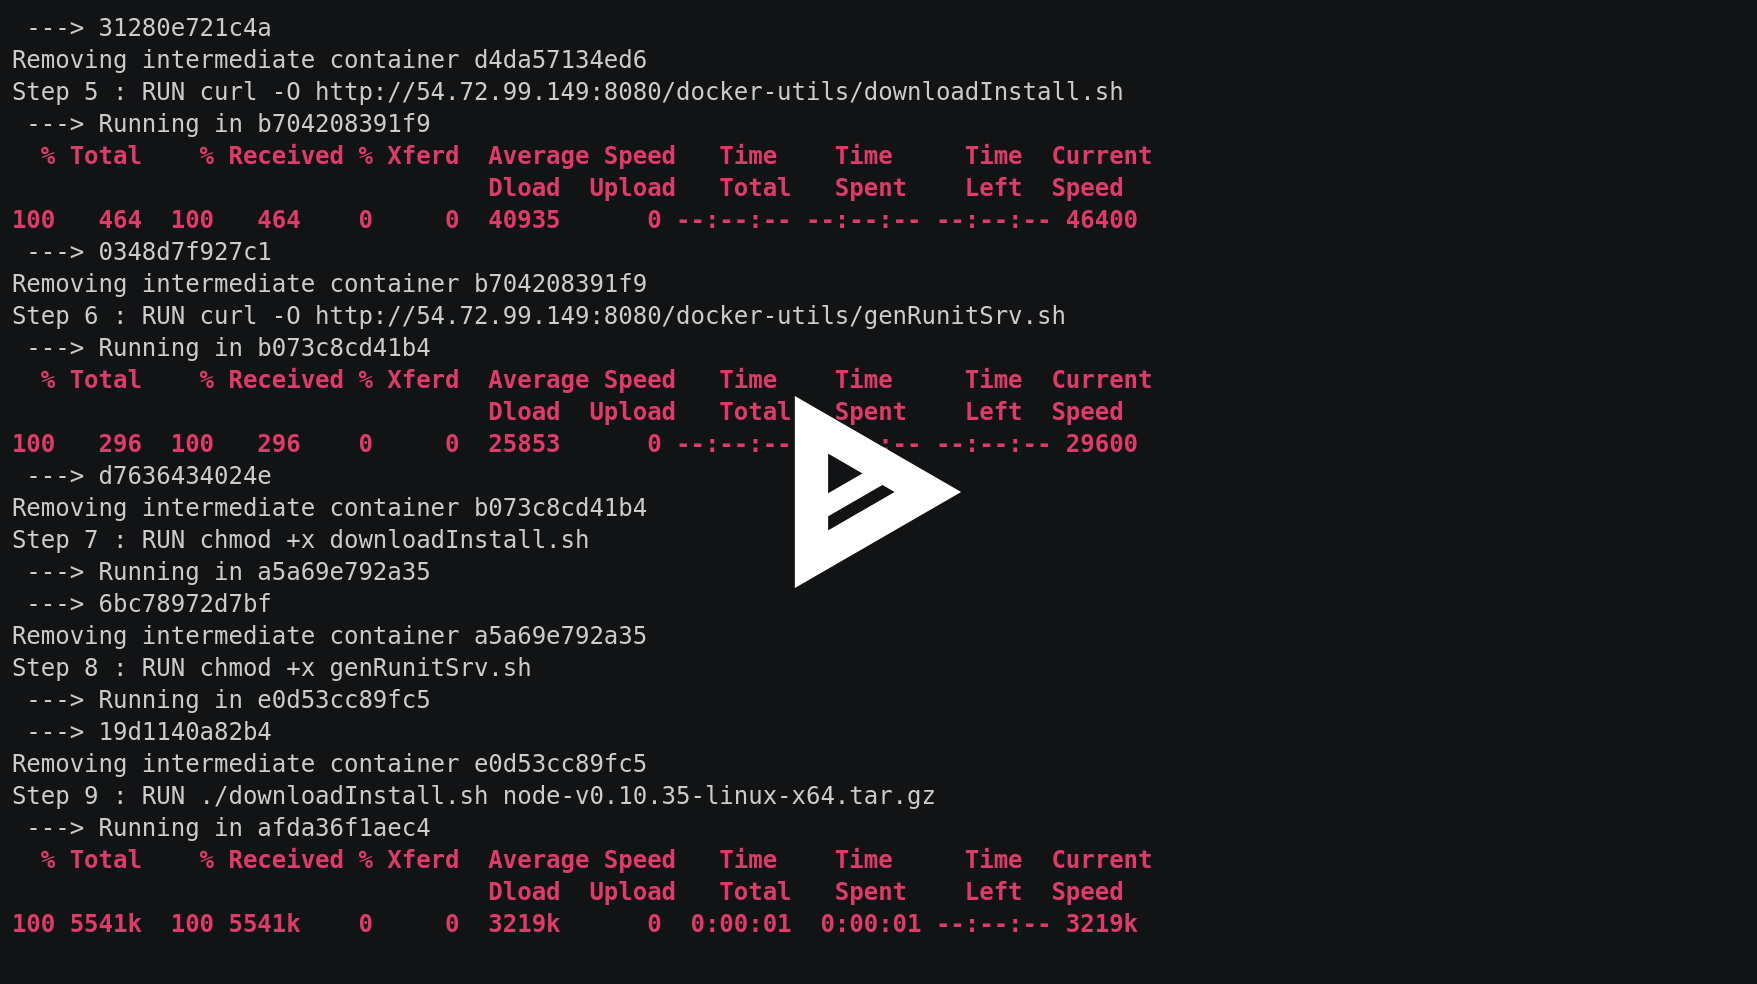 ---> 31280e721c4a
Removing intermediate container d4da57134ed6
Step 5 : RUN curl -O http://54.72.99.149:8080/docker-utils/downloadInstall.sh
---> Running in b704208391f9
% Total    % Received % Xferd  Average Speed   Time    Time     Time  Current
Dload  Upload   Total   Spent    Left  Speed
100   464  100   464    0     0  40935      0 --:--:-- --:--:-- --:--:-- 46400
---> 0348d7f927c1
Removing intermediate container b704208391f9
Step 6 : RUN curl -O http://54.72.99.149:8080/docker-utils/genRunitSrv.sh
---> Running in b073c8cd41b4
% Total    % Received % Xferd  Average Speed   Time    Time     Time  Current
Dload  Upload   Total   Spent    Left  Speed
100   296  100   296    0     0  25853      0 --:--:-- --:-- --:--:-- 29600
---> d7636434024e
Removing intermediate container b073c8cd41b4
Step 7 : RUN chmod +x downloadInstall.sh
---> Running in a5a69e792a35
---> 6bc78972d7bf
Removing intermediate container a5a69e792a35
Step 8 : RUN chmod +x genRunitSrv.sh
---> Running in e0d53cc89fc5
---> 19d1140a82b4
Removing intermediate container e0d53cc89fc5
Step 9 : RUN ./downloadInstall.sh node-v0.10.35-linux-x64.tar.gz
---> Running in afda36f1aec4
% Total    % Received % Xferd  Average Speed   Time    Time     Time  Current
Dload  Upload   Total   Spent    Left  Speed
100 5541k  100 5541k    0     0  3219k      0  0:00:01  0:00:01 --:--:-- 3219k